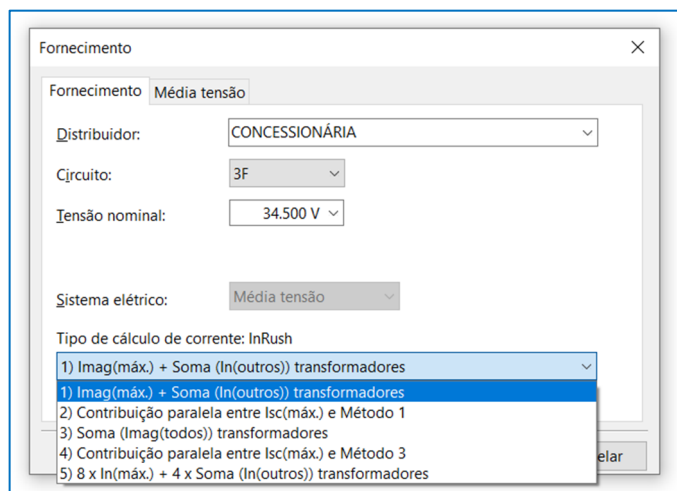 Fornecimento
Fornecimento Média tensão
Distribuidor: CONCESSIONÁRIA
Circuito: 3F
Tensão nominal: 34.500 V
Sistema elétrico: Média tensão
Tipo de cálculo de corrente: InRush
1) Imag(máx.) + Soma (In(outros)) transformadores
1) Imag(máx.) + Soma (In(outros)) transformadores
2) Contribuição paralela entre Isc(máx.) e Método 1
3) Soma (Imag(todos)) transformadores
4) Contribuição paralela entre Isc(máx.) e Método 3
elar
5) 8 x In(máx.) + 4 x Soma (In(outros)) transformadores